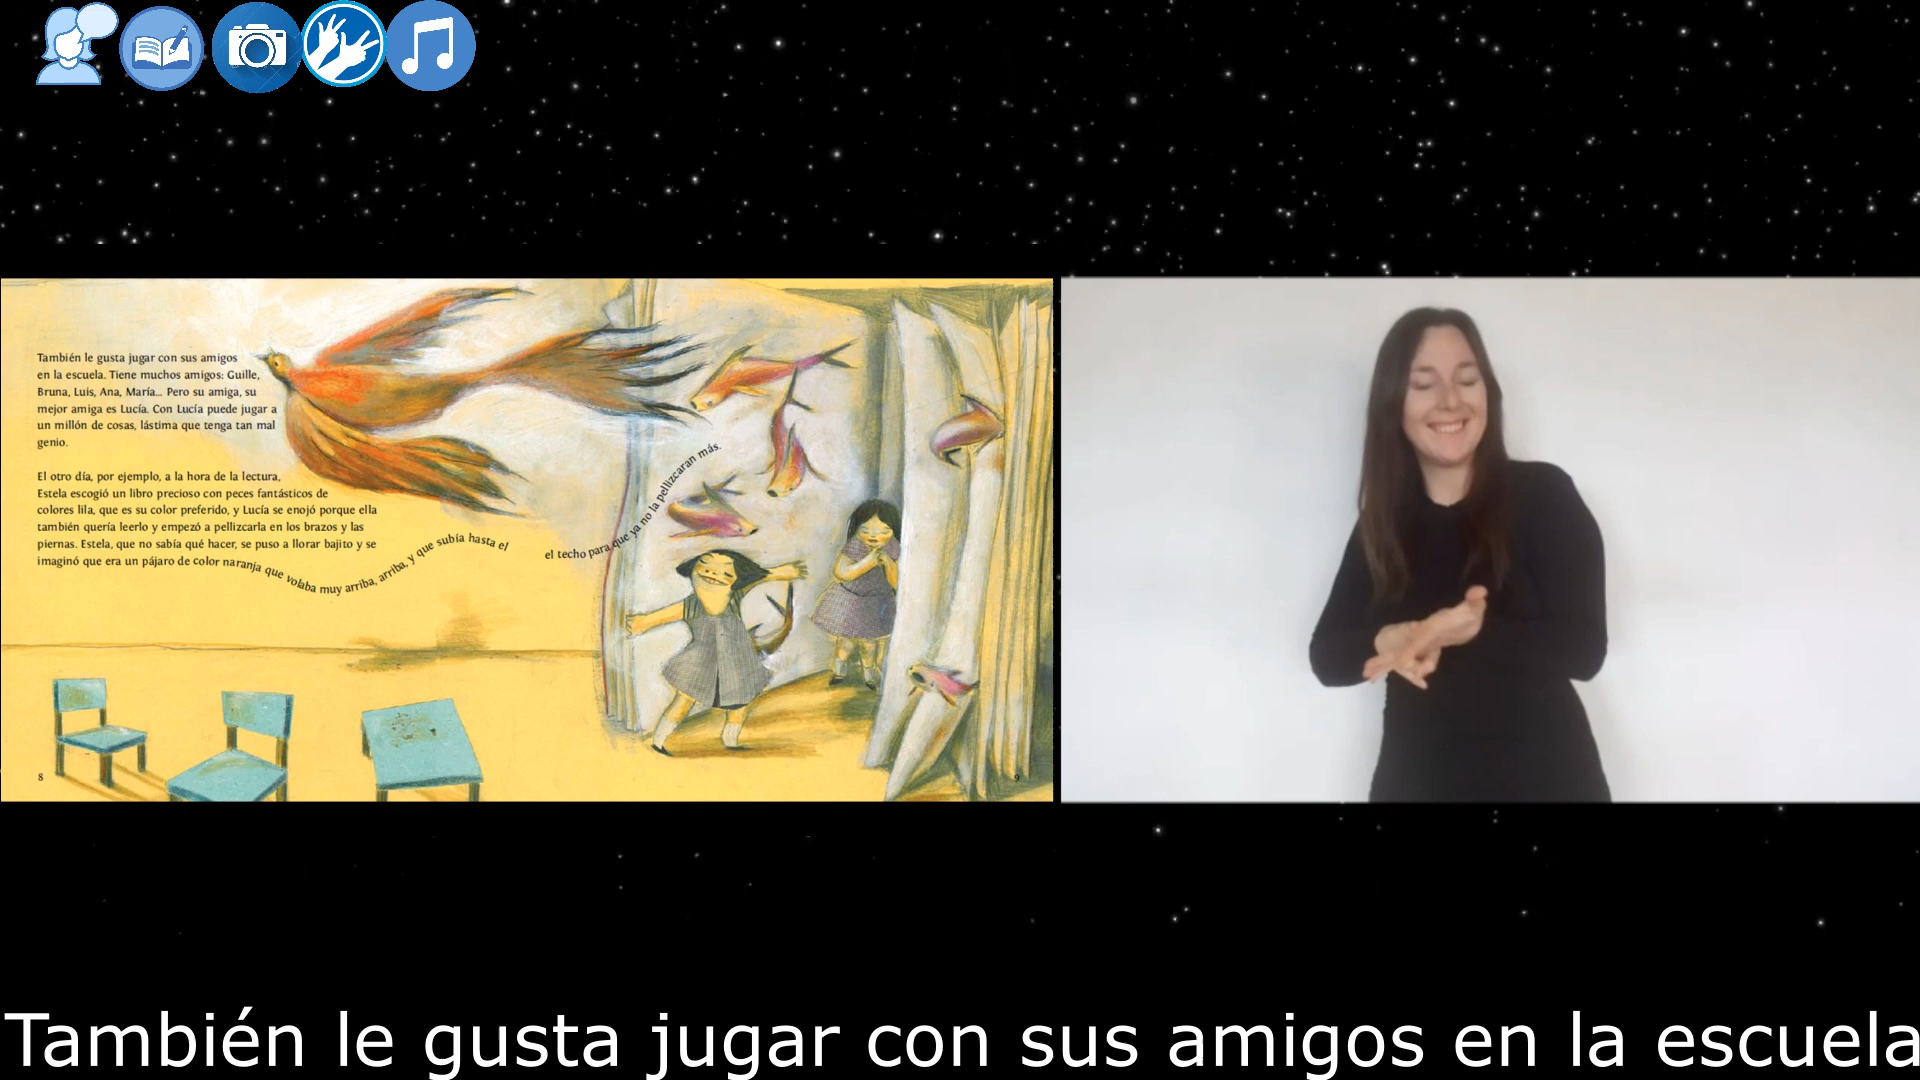 También le gusta jugar con sus amigos
en la escuela. Tiene muchos amigos: Guille,
Bruna, Luis, Ana, María... Pero su amiga, su
mejor amiga es Lucía. Con Lucía puede jugar a
un millón de cosas, lástima que tenga tan mal
genio.
El otro día, por ejemplo, a la hora de la lectura,
Estela escogió un libro precioso con peces fantásticos de
colores lila, que es su color preferido, y Lucía se enojó porque ella
también quería leerlo y empezó a pellizcarla en los brazos y las
piernas. Estela, que no sabía qué hacer, se puso a llorar bajito y se
imaginó que era un pájaro de color naranja que volaba muy arriba, arriba, arriba, y que subía hasta el
el techo para que ya no la pellizcaran más.
8
9
También le gusta jugar con sus amigos en la escuela